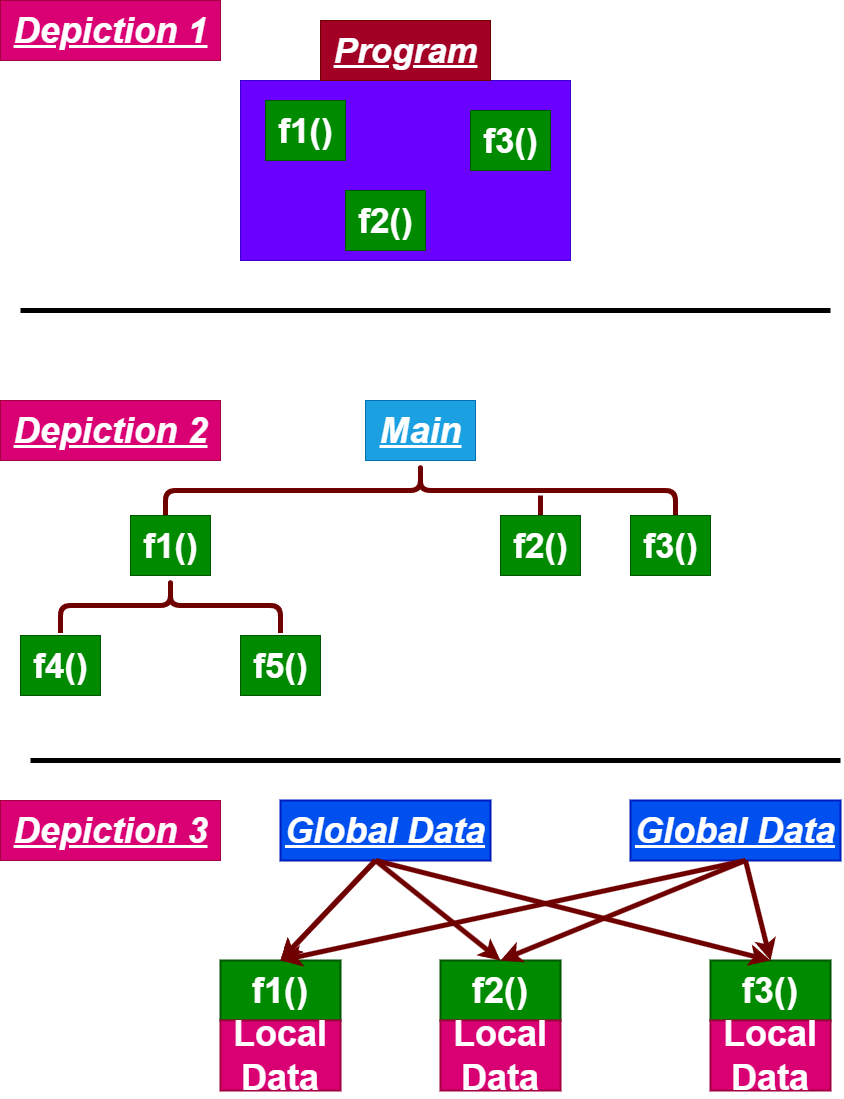 Depiction 1
Program
f1()
f3()
f2()
Depiction 2
Main
f1()
f2()
f3()
f4()
f5()
Depiction 3
Global Data
Global Data
f1()
Local
Data
f2()
Local
Data
f3()
Local
Data